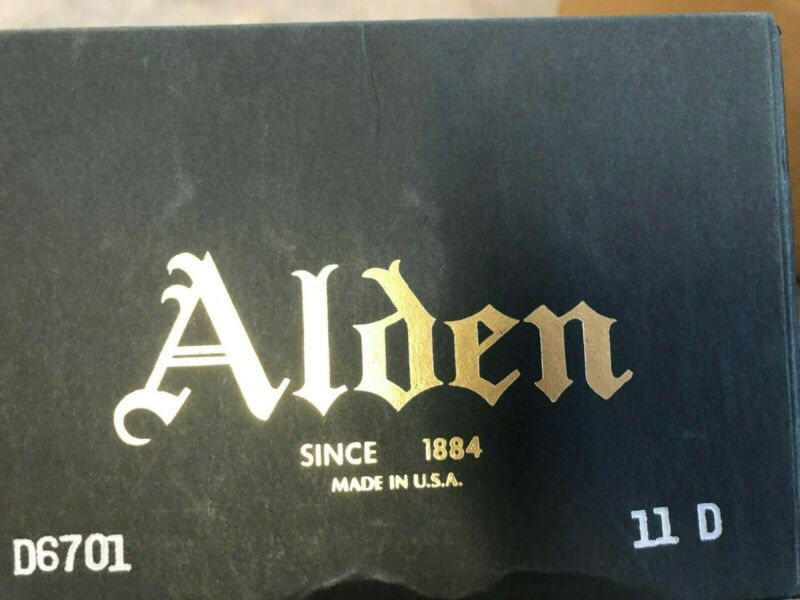 Alden
SINCE 1884
MADE IN U.S.A.
D6701
11 D